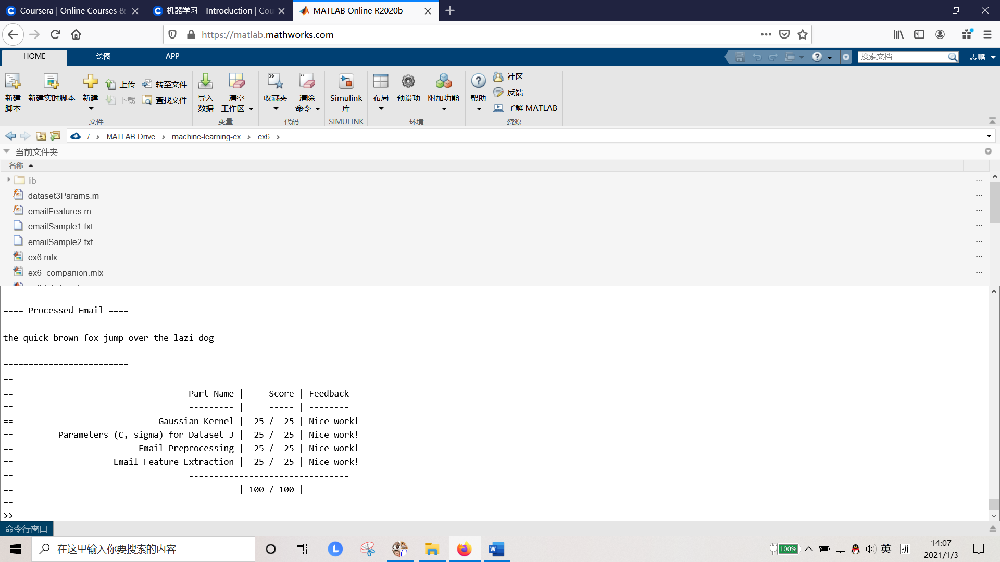 Coursera | Online Courses &
机器学习 - Introduction | Cou
MATLAB Online R2020b
https://matlab.mathworks.com
HOME
绘图
APP
搜索文档
志鹏
新建
脚本
新建实时脚本
新建
上传
下载
转至文件
查找文件
导入
数据
清空
工作区
收藏夹
清除
命令
Simulink
库
布局
预设项
附加功能
帮助
社区
反馈
了解 MATLAB
文件
变量
代码
SIMULINK
环境
资源
/ › MATLAB Drive › machine-learning-ex › ex6 ›
当前文件夹
名称
lib
dataset3Params.m
emailFeatures.m
emailSample1.txt
emailSample2.txt
ex6.mlx
ex6_companion.mlx
==== Processed Email ====
the quick brown fox jump over the lazi dog
=========================
==
== Part Name | Score | Feedback
== --------- | ----- | --------
== Gaussian Kernel | 25 / 25 | Nice work!
== Parameters (C, sigma) for Dataset 3 | 25 / 25 | Nice work!
== Email Preprocessing | 25 / 25 | Nice work!
== Email Feature Extraction | 25 / 25 | Nice work!
== --------------------------------
== | 100 / 100 |
==
>>
命令行窗口
在这里输入你要搜索的内容
100%
英
拼
14:07
2021/1/3